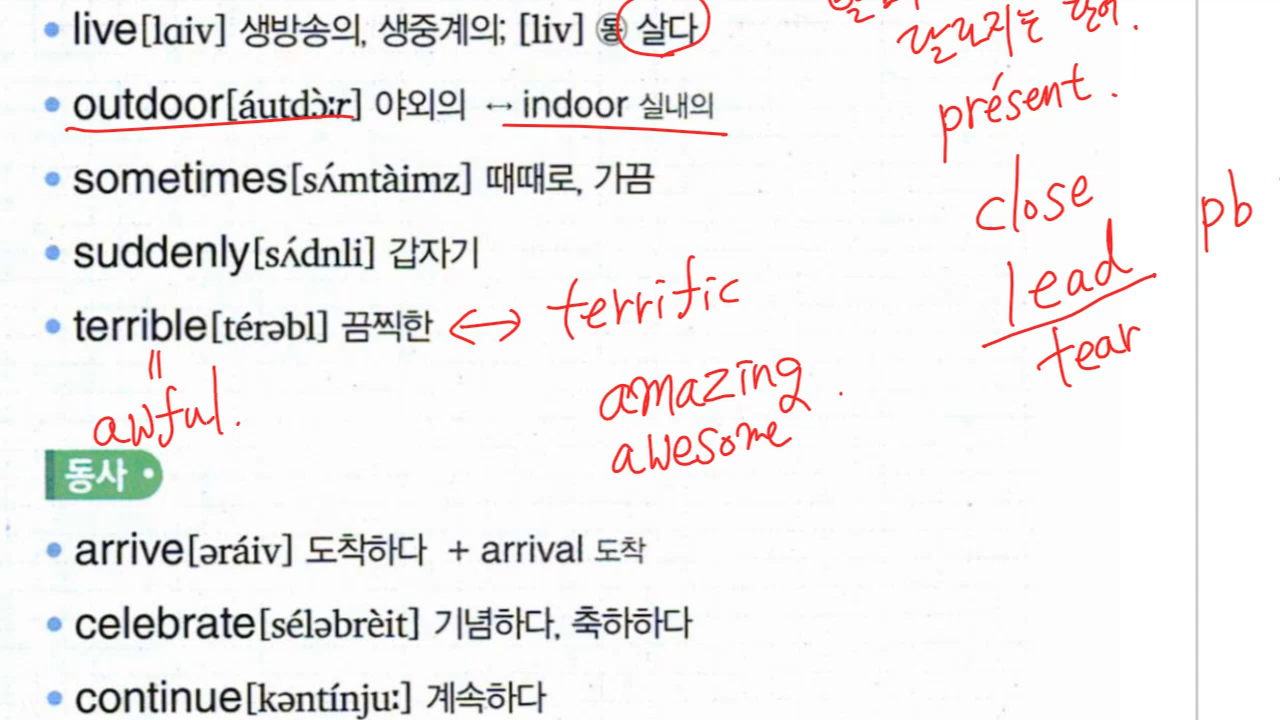 live[laiv] 생방송의, 생중계의; [liv] 동 살다
달라지는 단어.
présent.
outdoor[áutdɔ̀ːr] 야외의 ↔ indoor 실내의
sometimes[sʌ́mtàimz] 때때로, 가끔
close
pb
suddenly[sʌ́dnli] 갑자기
lead
terrible[térəbl] 끔찍한 ↔ terrific
tear
amazing.
= awful.
awesome
동사
arrive[əráiv] 도착하다 + arrival 도착
celebrate[séləbrèit] 기념하다, 축하하다
continue[kəntínjuː] 계속하다